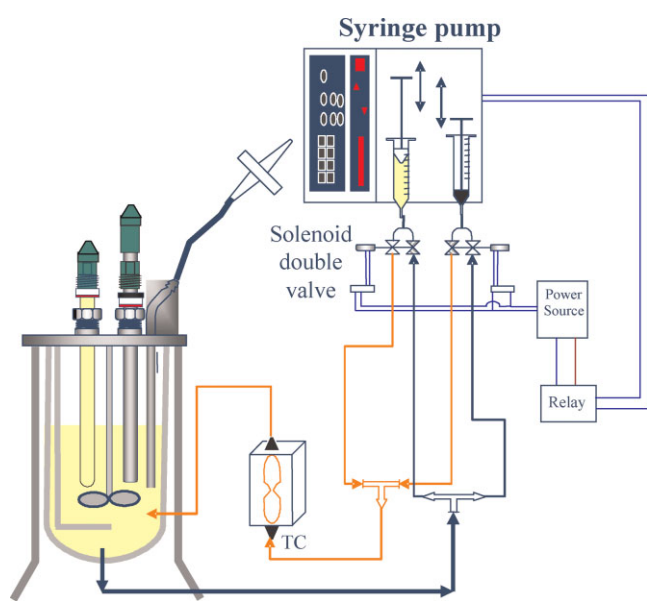 Syringe pump
Solenoid
double
valve
Power
Source
Relay
TC